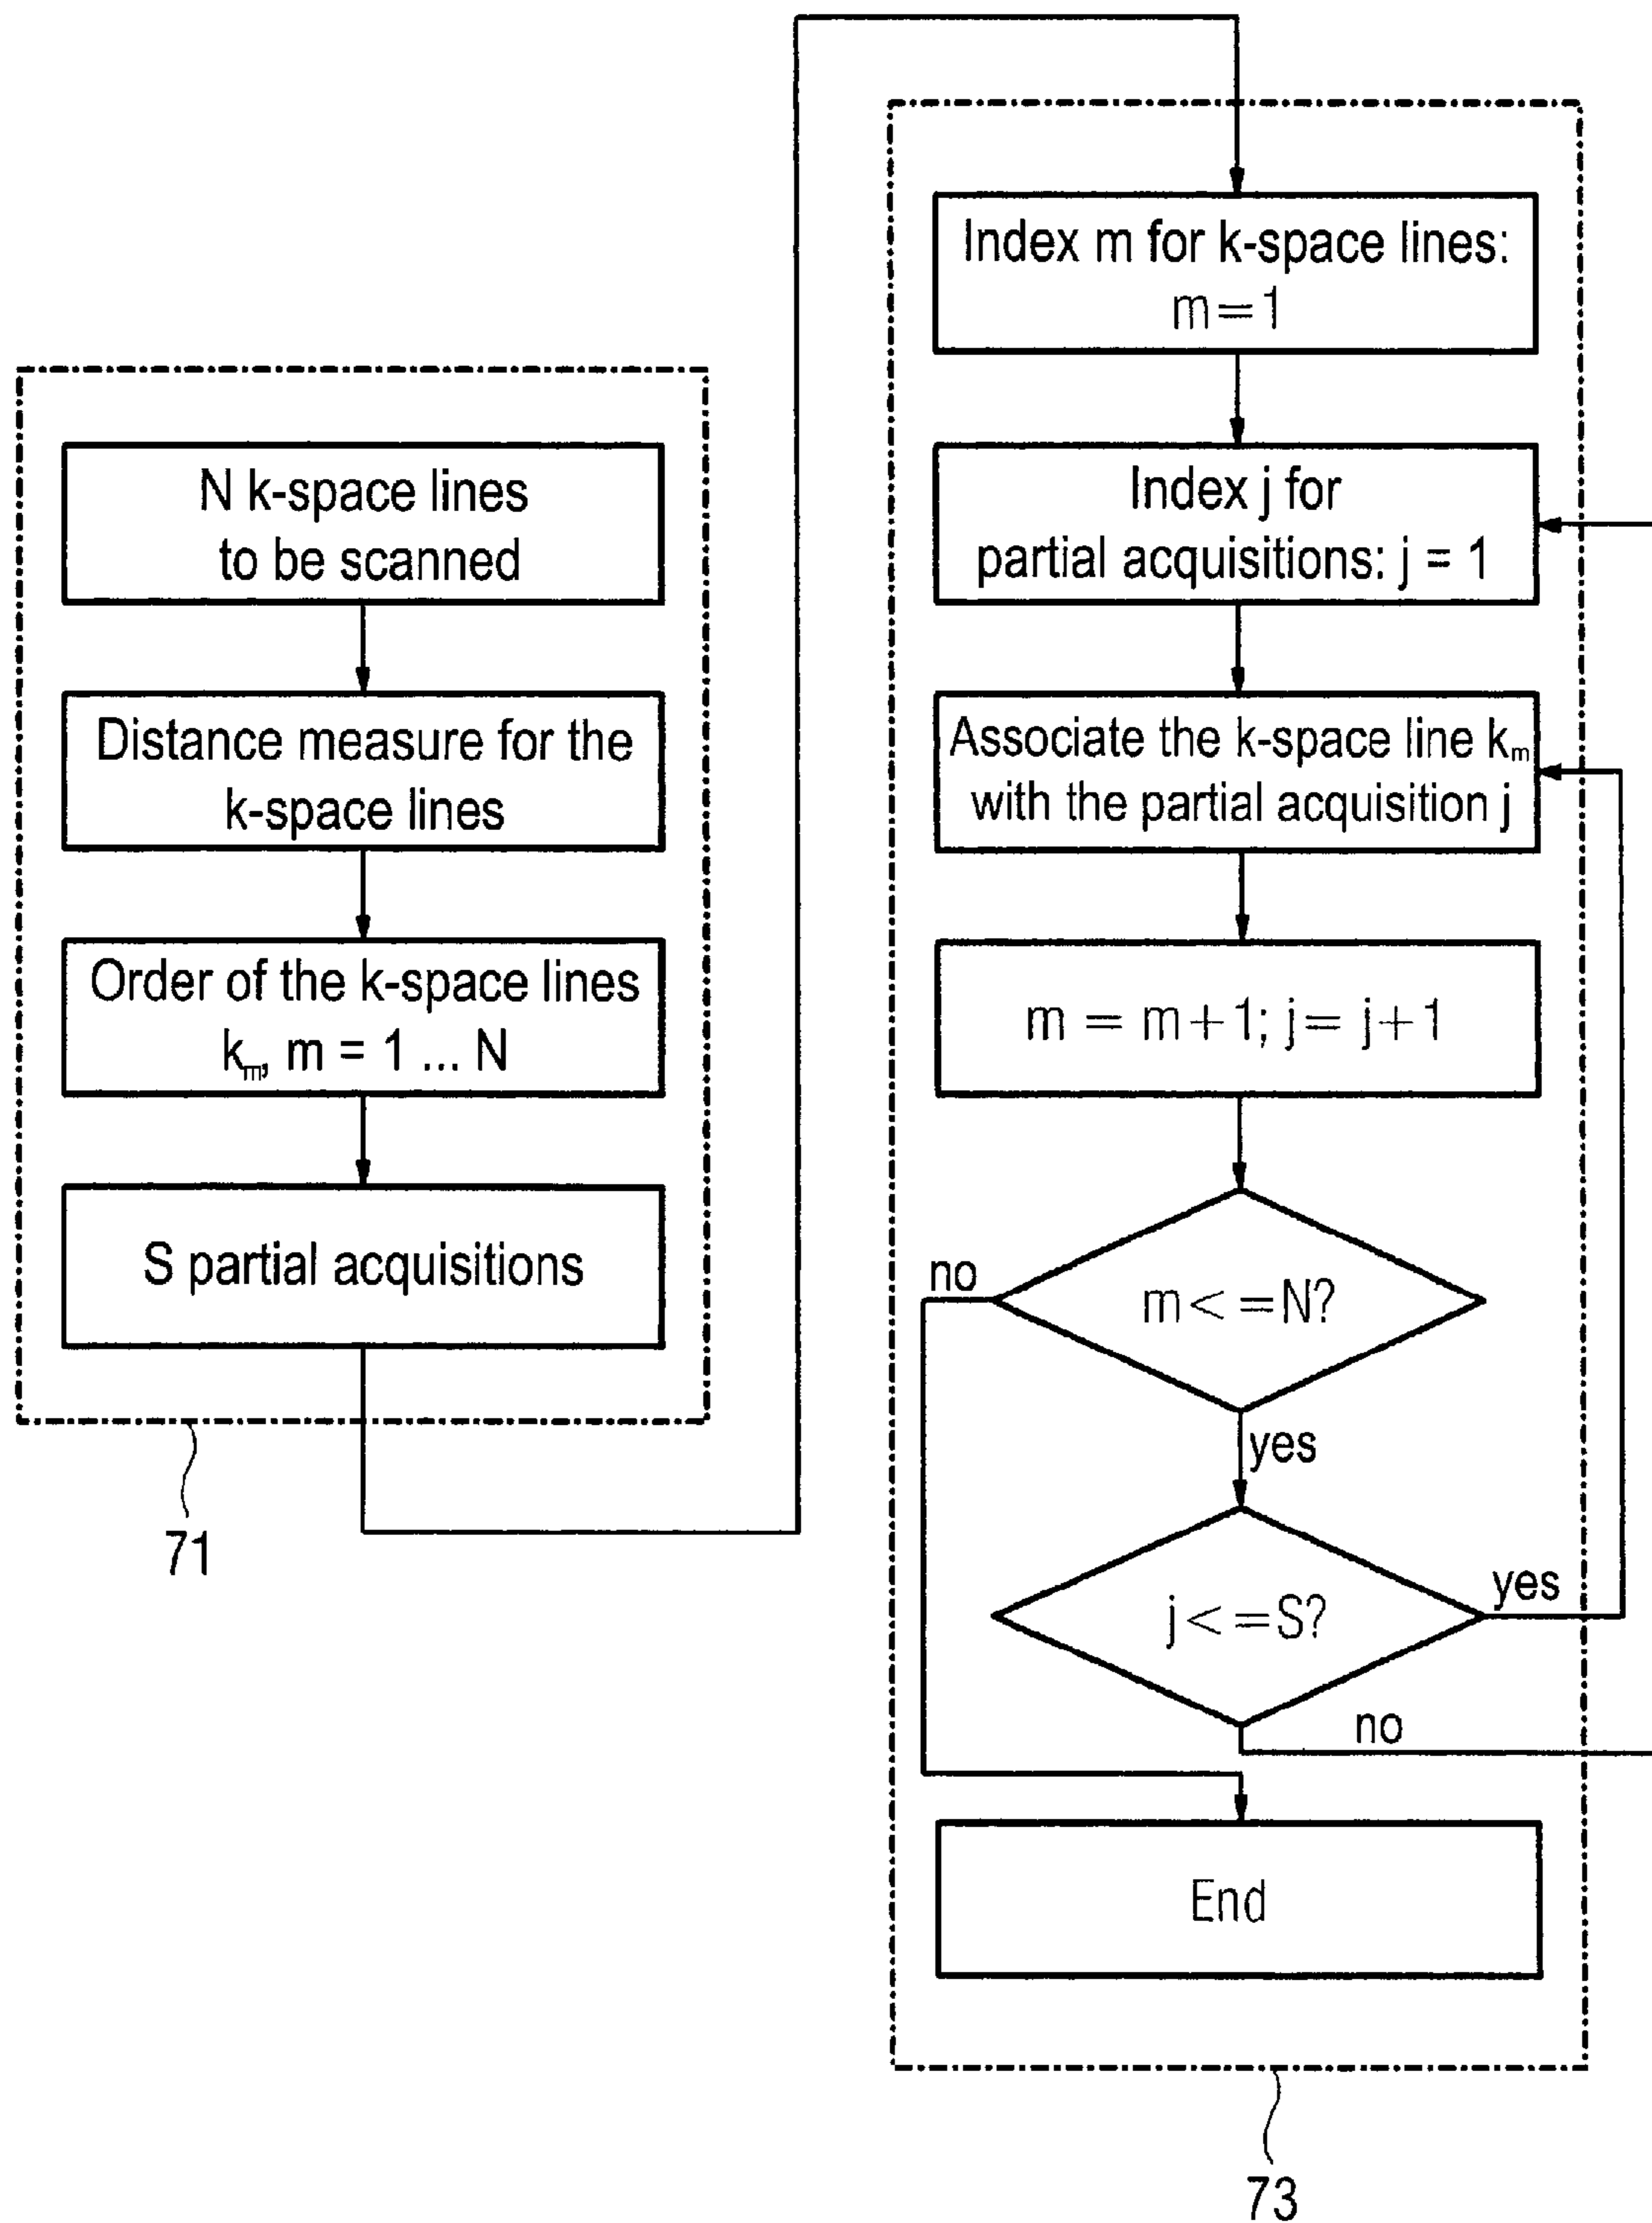 N k-space lines
to be scanned
Distance measure for the
k-space lines
Order of the k-space lines
kₘ, m = 1 ... N
S partial acquisitions
71
Index m for k-space lines:
m=1
Index j for
partial acquisitions: j = 1
Associate the k-space line kₘ
with the partial acquisition j
m = m+1; j= j+1
no
m<=N?
yes
j<=S?
yes
no
End
73